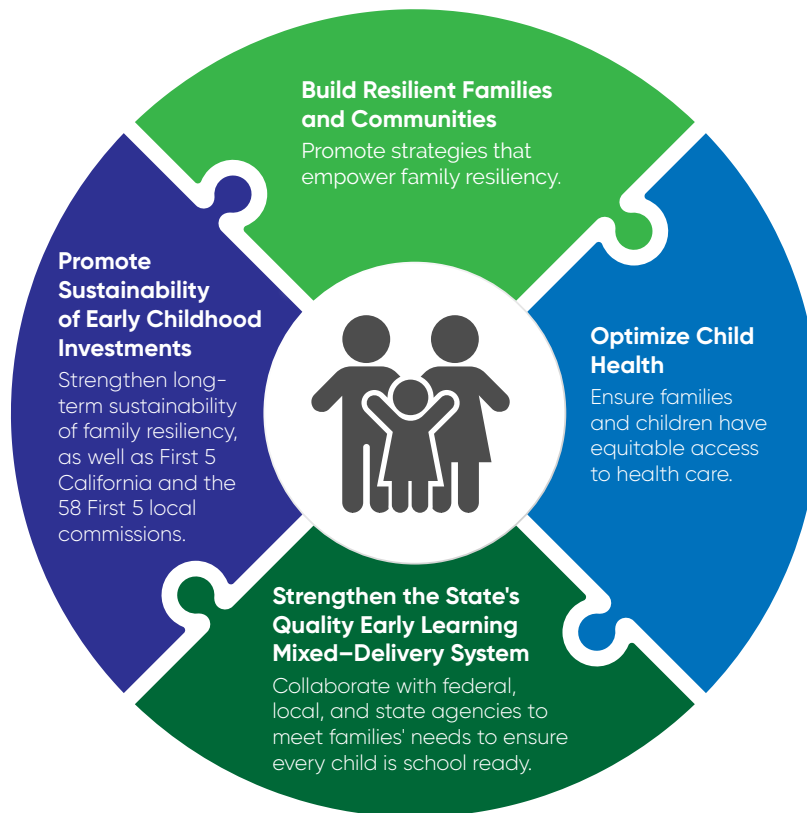 Build Resilient Families
and Communities
Promote strategies that
empower family resiliency.
Optimize Child
Health
Ensure families
and children have
equitable access
to health care.
Strengthen the State's
Quality Early Learning
Mixed–Delivery System
Collaborate with federal,
local, and state agencies to
meet families' needs to ensure
every child is school ready.
Promote
Sustainability
of Early Childhood
Investments
Strengthen long-
term sustainability
of family resiliency,
as well as First 5
California and the
58 First 5 local
commissions.